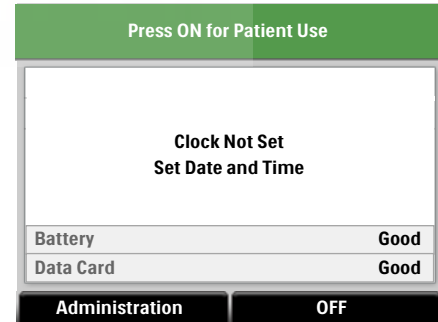 Press ON for Patient Use
Clock Not Set
Set Date and Time
Battery Good
Data Card Good
Administration OFF